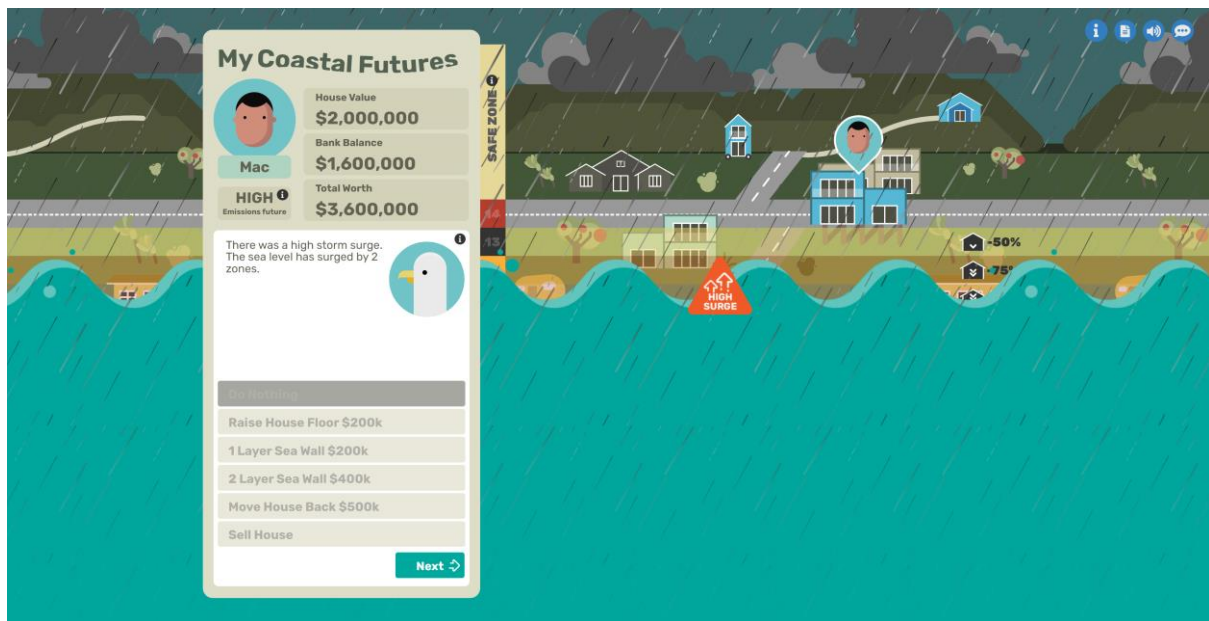 My Coastal Futures
Mac
HIGH
Emissions future
House Value
$2,000,000
Bank Balance
$1,600,000
Total Worth
$3,600,000
There was a high storm surge.
The sea level has surged by 2
zones.
Do Nothing
Raise House Floor $200k
1 Layer Sea Wall $200k
2 Layer Sea Wall $400k
Move House Back $500k
Sell House
Next
SAFE ZONE
14
13
HIGH
SURGE
-50%